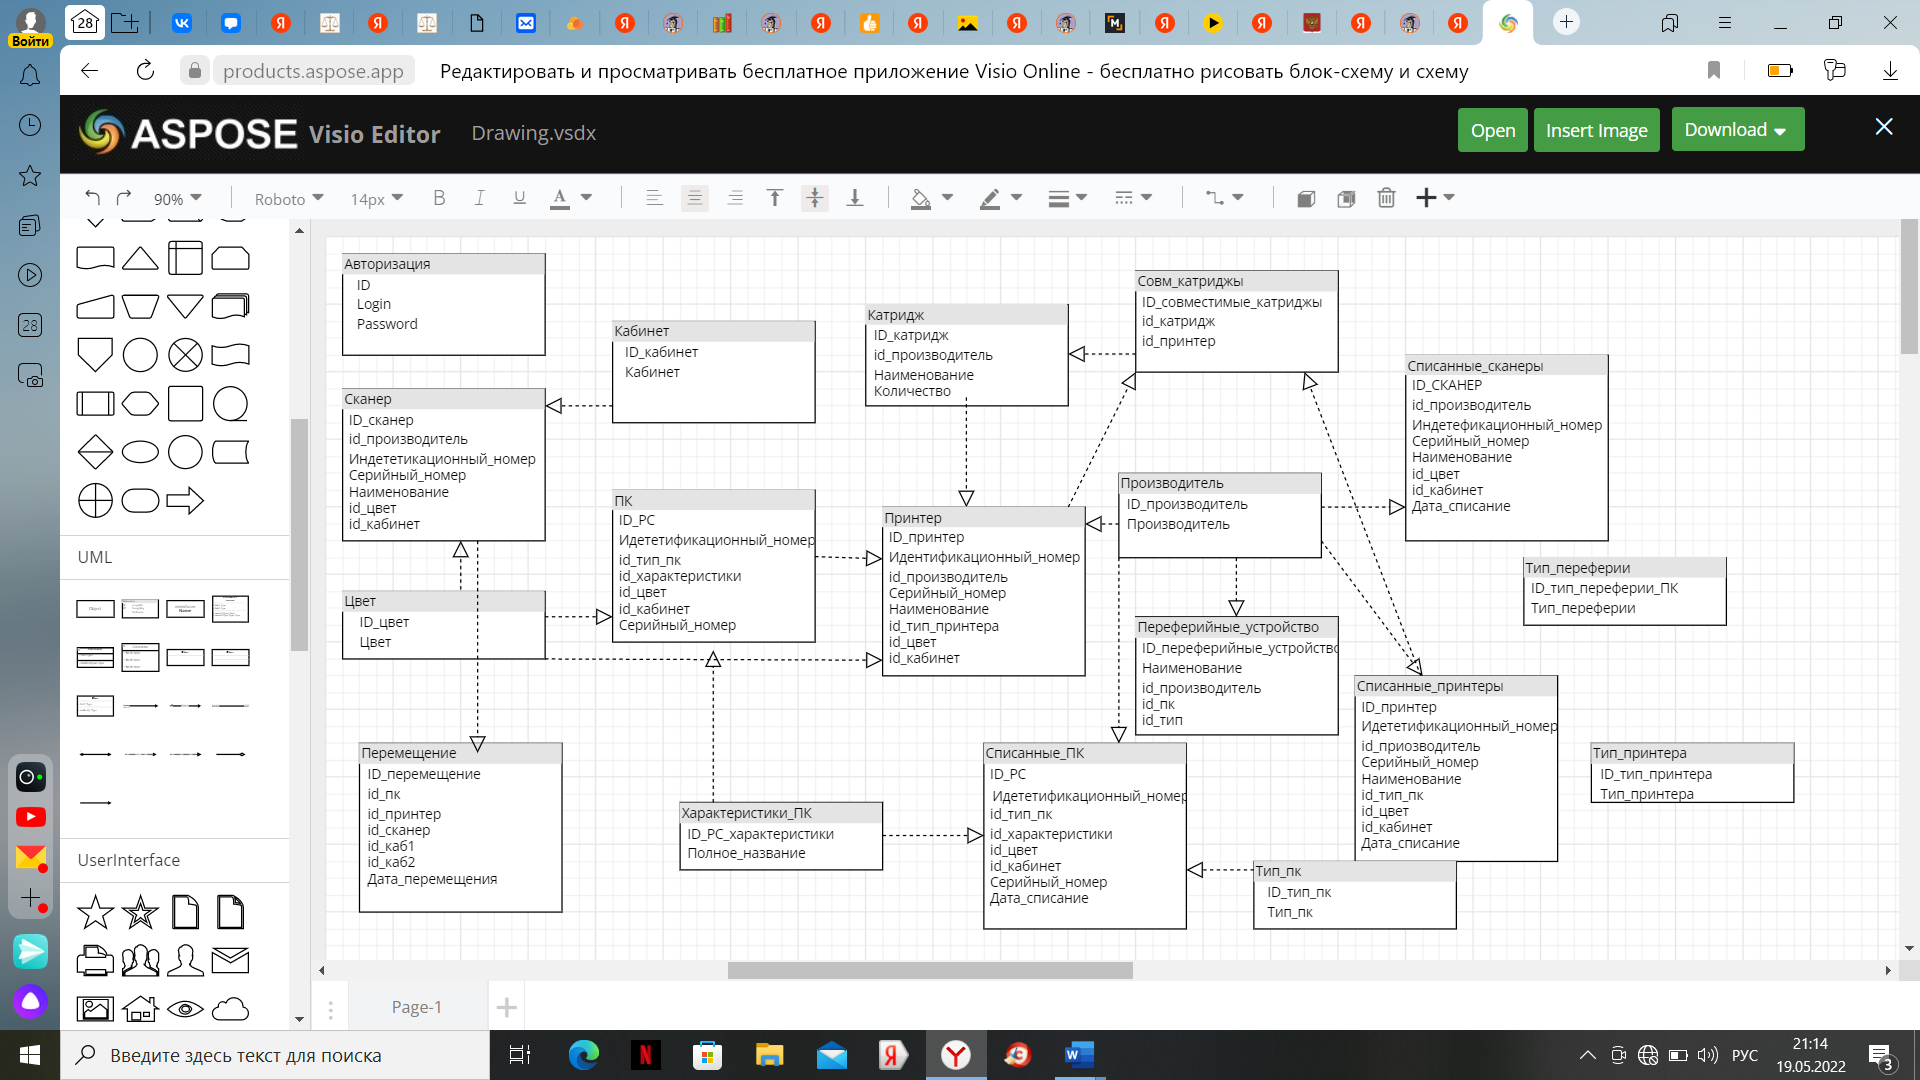 28
Войти
products.aspose.app
Редактировать и просматривать бесплатное приложение Visio Online - бесплатно рисовать блок-схему и схему
ASPOSE Visio Editor
Drawing.vsdx
Open
Insert Image
Download
90%
Roboto
14px
B
I
U
A
28
UML
UserInterface
Авторизация
ID
Login
Password
Кабинет
ID_кабинет
Кабинет
Катридж
ID_катридж
id_производитель
Наименование
Количество
Совм_катриджы
ID_совместимые_катриджы
id_катридж
id_принтер
Списанные_сканеры
ID_СКАНЕР
id_производитель
Индетефикационный_номер
Серийный_номер
Наименование
id_цвет
id_кабинет
Дата_списание
Сканер
ID_сканер
id_производитель
Индетитикационный_номер
Серийный_номер
Наименование
id_цвет
id_кабинет
ПК
ID_PC
Идететификационный_номер
id_тип_пк
id_характеристики
id_цвет
id_кабинет
Серийный_номер
Принтер
ID_принтер
Идентификационный_номер
id_производитель
Серийный_номер
Наименование
id_тип_принтера
id_цвет
id_кабинет
Производитель
ID_производитель
Производитель
Тип_переферии
ID_тип_переферии_ПК
Тип_переферии
Цвет
ID_цвет
Цвет
Переферийные_устройство
ID_переферийные_устройство
Наименование
id_производитель
id_пк
id_тип
Списанные_принтеры
ID_принтер
Идететификационный_номер
id_приозводитель
Серийный_номер
Наименование
id_тип_пк
id_цвет
id_кабинет
Дата_списание
Перемещение
ID_перемещение
id_пк
id_принтер
id_сканер
id_каб1
id_каб2
Дата_перемещения
Характеристики_ПК
ID_PC_характеристики
Полное_название
Списанные_ПК
ID_PC
Идететификационный_номер
id_тип_пк
id_характеристики
id_цвет
id_кабинет
Серийный_номер
Дата_списание
Тип_пк
ID_тип_пк
Тип_пк
Тип_принтера
ID_тип_принтера
Тип_принтера
Page-1
Введите здесь текст для поиска
РУС
21:14
19.05.2022
3